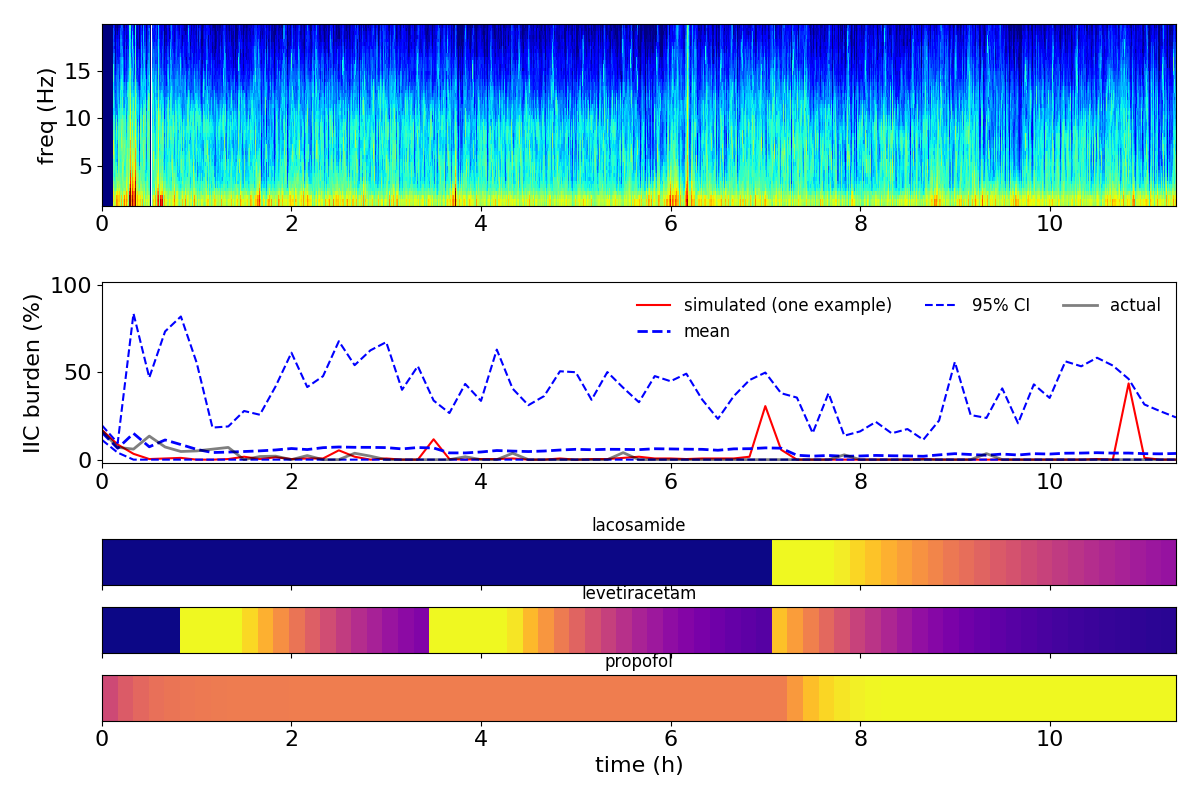 freq (Hz)
15
10
5
0 2 4 6 8 10
IIC burden (%)
100
50
0
simulated (one example)
mean
95% CI
actual
0 2 4 6 8 10
lacosamide
levetiracetam
propofol
0 2 4 6 8 10
time (h)